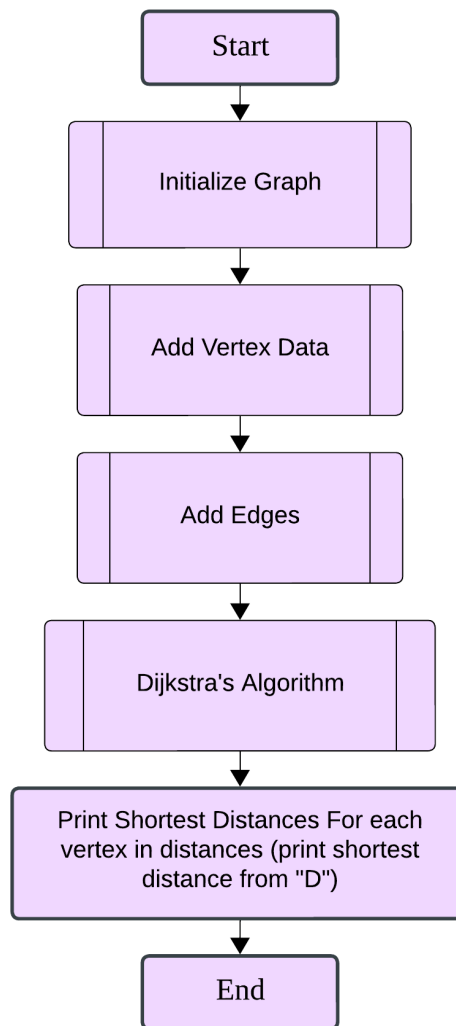 Start
Initialize Graph
Add Vertex Data
Add Edges
Dijkstra's Algorithm
Print Shortest Distances For each
vertex in distances (print shortest
distance from "D")
End